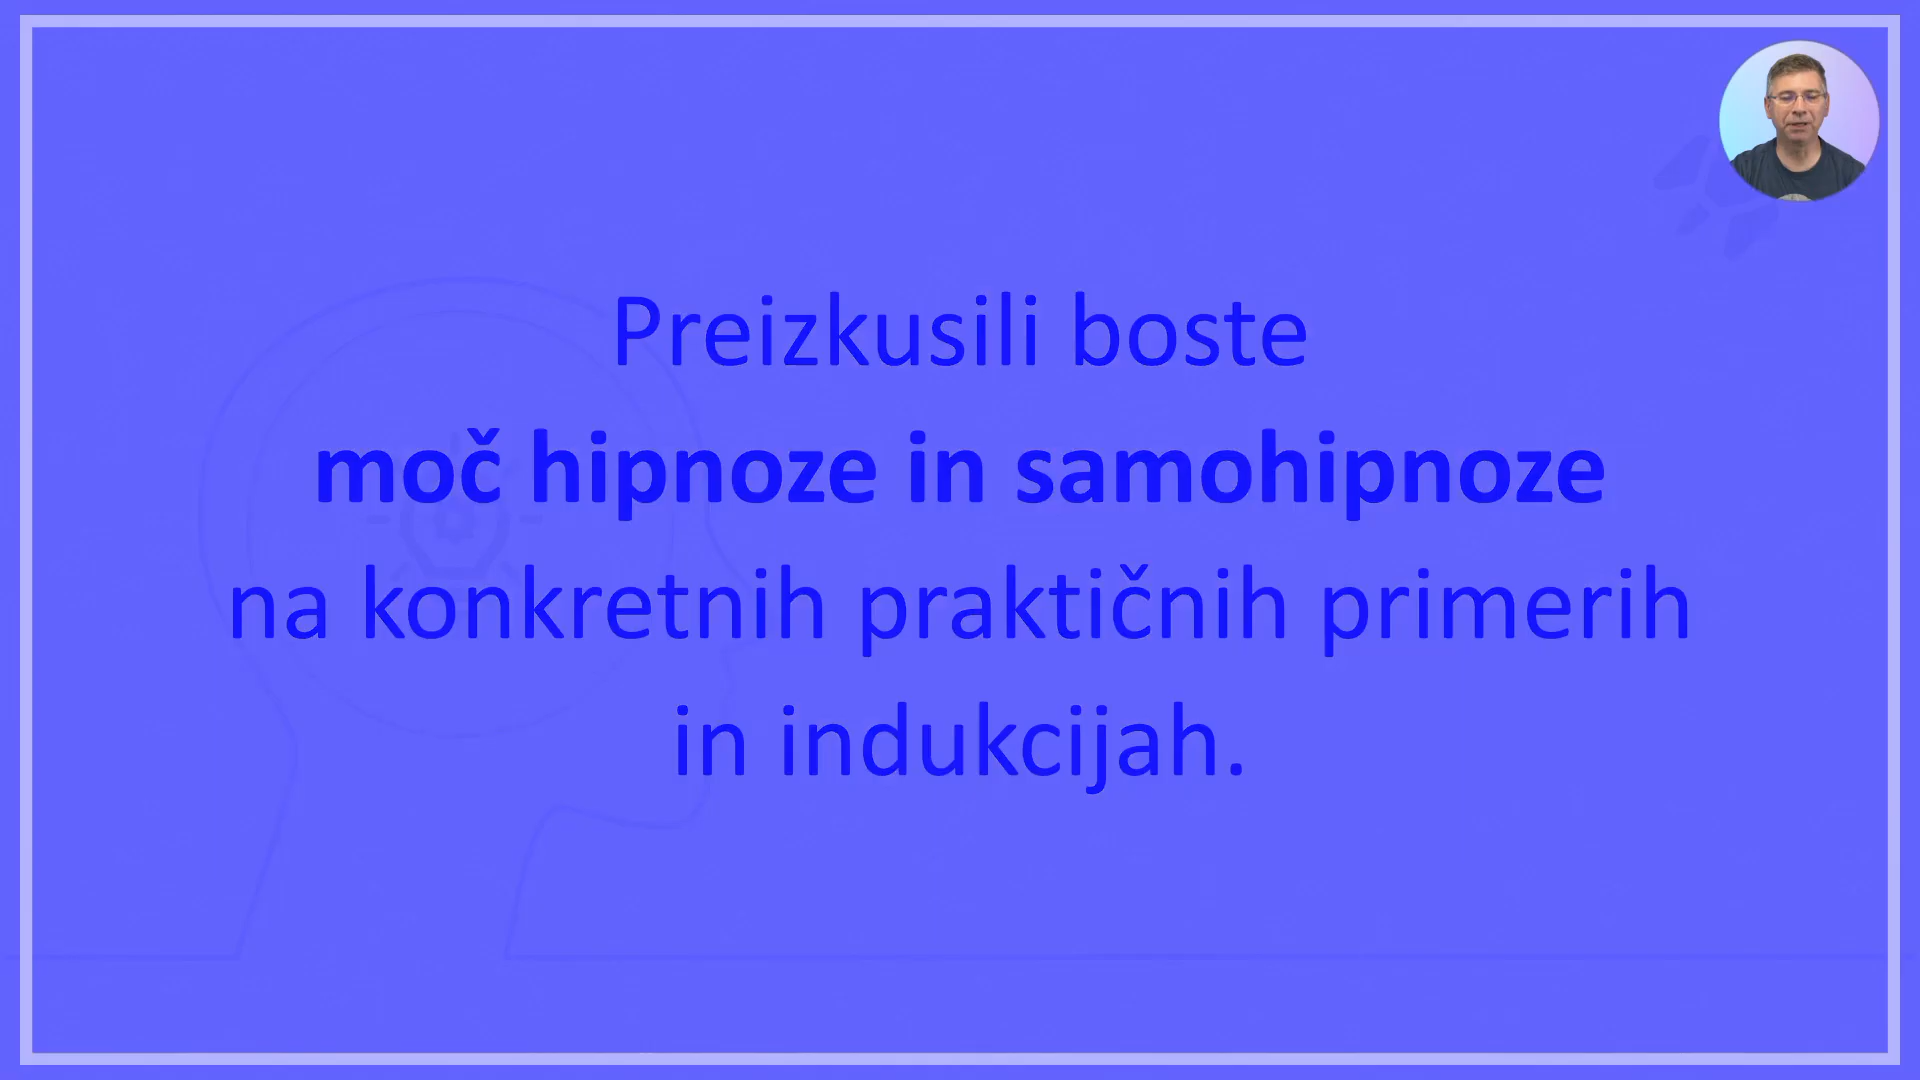 Preizkusili boste
moč hipnoze in samohipnoze
na konkretnih praktičnih primerih
in indukcijah.